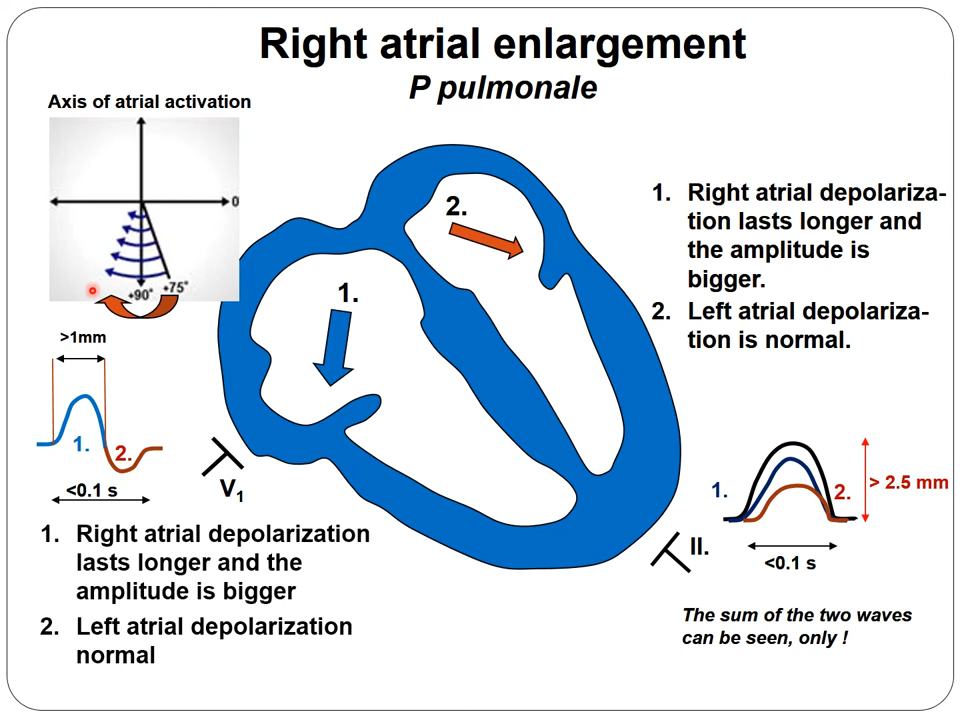 Right atrial enlargement
P pulmonale
Axis of atrial activation
0
+90°
+75°
1.
2.
1. Right atrial depolariza-
tion lasts longer and
the amplitude is
bigger.
2. Left atrial depolariza-
tion is normal.
>1mm
1.
2.
<0.1 s
V1
1. Right atrial depolarization
lasts longer and the
amplitude is bigger
2. Left atrial depolarization
normal
II.
1.
2.
> 2.5 mm
<0.1 s
The sum of the two waves
can be seen, only !